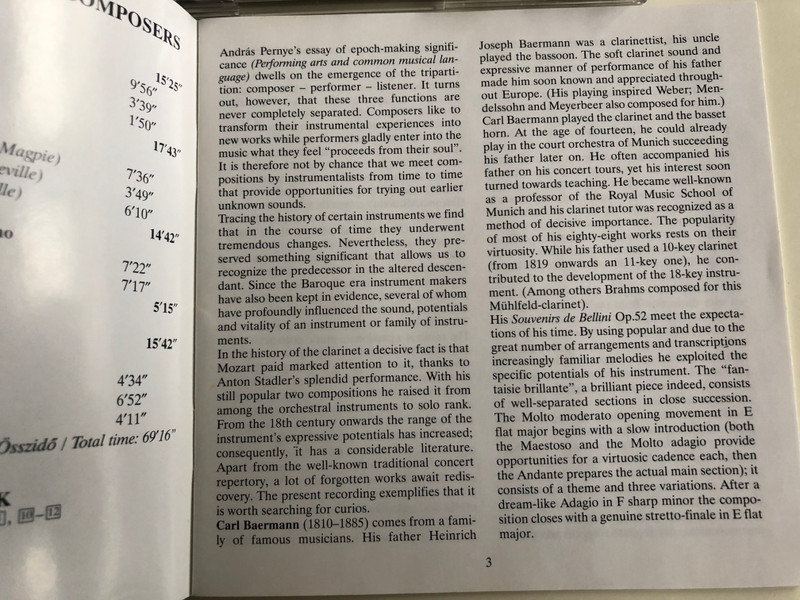 COMPOSERS
15′25″
9′56″
3′39″
1′50″
17′43″
Magpie)
eville)
lle)
7′36″
3′49″
6′10″
14′42″
7′22″
7′17″
5′15″
15′42″
4′34″
6′52″
4′11″
Összidő / Total time: 69′16″
K
, 10–12
András Pernye's essay of epoch-making signifi-
cance (Performing arts and common musical lan-
guage) dwells on the emergence of the triparti-
tion: composer – performer – listener. It turns
out, however, that these three functions are
never completely separated. Composers like to
transform their instrumental experiences into
new works while performers gladly enter into the
music what they feel “proceeds from their soul”.
It is therefore not by chance that we meet com-
positions by instrumentalists from time to time
that provide opportunities for trying out earlier
unknown sounds.
Tracing the history of certain instruments we find
that in the course of time they underwent
tremendous changes. Nevertheless, they pre-
served something significant that allows us to
recognize the predecessor in the altered descen-
dant. Since the Baroque era instrument makers
have also been kept in evidence, several of whom
have profoundly influenced the sound, potentials
and vitality of an instrument or family of instru-
ments.
In the history of the clarinet a decisive fact is that
Mozart paid marked attention to it, thanks to
Anton Stadler's splendid performance. With his
still popular two compositions he raised it from
among the orchestral instruments to solo rank.
From the 18th century onwards the range of the
instrument's expressive potentials has increased;
consequently, it has a considerable literature.
Apart from the well-known traditional concert
repertory, a lot of forgotten works await redis-
covery. The present recording exemplifies that it
is worth searching for curios.
Carl Baermann (1810–1885) comes from a fami-
ly of famous musicians. His father Heinrich
Joseph Baermann was a clarinettist, his uncle
played the bassoon. The soft clarinet sound and
expressive manner of performance of his father
made him soon known and appreciated through-
out Europe. (His playing inspired Weber; Men-
delssohn and Meyerbeer also composed for him.)
Carl Baermann played the clarinet and the basset
horn. At the age of fourteen, he could already
play in the court orchestra of Munich succeeding
his father later on. He often accompanied his
father on his concert tours, yet his interest soon
turned towards teaching. He became well-known
as a professor of the Royal Music School of
Munich and his clarinet tutor was recognized as a
method of decisive importance. The popularity
of most of his eighty-eight works rests on their
virtuosity. While his father used a 10-key clarinet
(from 1819 onwards an 11-key one), he con-
tributed to the development of the 18-key instru-
ment. (Among others Brahms composed for this
Mühlfeld-clarinet).
His Souvenirs de Bellini Op.52 meet the expecta-
tions of his time. By using popular and due to the
great number of arrangements and transcriptions
increasingly familiar melodies he exploited the
specific potentials of his instrument. The “fan-
taisie brillante”, a brilliant piece indeed, consists
of well-separated sections in close succession.
The Molto moderato opening movement in E
flat major begins with a slow introduction (both
the Maestoso and the Molto adagio provide
opportunities for a virtuosic cadence each, then
the Andante prepares the actual main section); it
consists of a theme and three variations. After a
dream-like Adagio in F sharp minor the compo-
sition closes with a genuine stretto-finale in E flat
major.
3